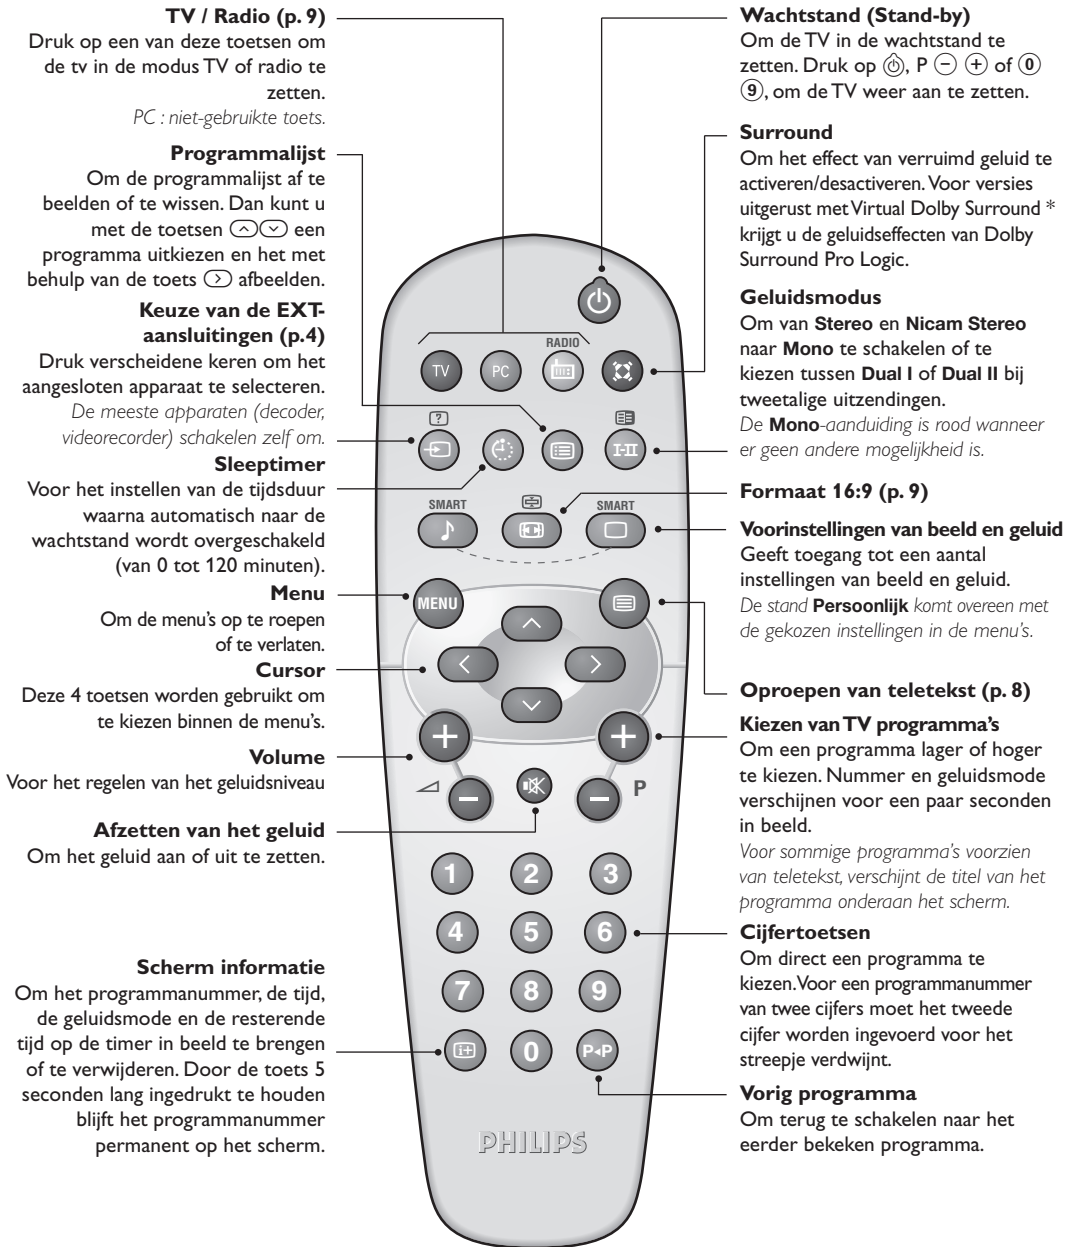 TV / Radio (p. 9)
Druk op een van deze toetsen om
de tv in de modus TV of radio te
zetten.
PC : niet-gebruikte toets.
Programmalijst
Om de programmalijst af te
beelden of te wissen. Dan kunt u
met de toetsen een
programma uitkiezen en het met
behulp van de toets afbeelden.
Keuze van de EXT-
aansluitingen (p.4)
Druk verscheidene keren om het
aangesloten apparaat te selecteren.
De meeste apparaten (decoder,
videorecorder) schakelen zelf om.
Sleeptimer
Voor het instellen van de tijdsduur
waarna automatisch naar de
wachtstand wordt overgeschakeld
(van 0 tot 120 minuten).
Menu
Om de menu's op te roepen
of te verlaten.
Cursor
Deze 4 toetsen worden gebruikt om
te kiezen binnen de menu's.
Volume
Voor het regelen van het geluidsniveau
Afzetten van het geluid
Om het geluid aan of uit te zetten.
Scherm informatie
Om het programmanummer, de tijd,
de geluidsmode en de resterende
tijd op de timer in beeld te brengen
of te verwijderen. Door de toets 5
seconden lang ingedrukt te houden
blijft het programmanummer
permanent op het scherm.
RADIO
TV PC
?
I-II
SMART SMART
MENU
+ +
- - P
1 2 3
4 5 6
7 8 9
i+ 0 P◂P
PHILIPS
Wachtstand (Stand-by)
Om de TV in de wachtstand te
zetten. Druk op , P - + of 0
9, om de TV weer aan te zetten.
Surround
Om het effect van verruimd geluid te
activeren/desactiveren. Voor versies
uitgerust met Virtual Dolby Surround *
krijgt u de geluidseffecten van Dolby
Surround Pro Logic.
Geluidsmodus
Om van Stereo en Nicam Stereo
naar Mono te schakelen of te
kiezen tussen Dual I of Dual II bij
tweetalige uitzendingen.
De Mono-aanduiding is rood wanneer
er geen andere mogelijkheid is.
Formaat 16:9 (p. 9)
Voorinstellingen van beeld en geluid
Geeft toegang tot een aantal
instellingen van beeld en geluid.
De stand Persoonlijk komt overeen met
de gekozen instellingen in de menu's.
Oproepen van teletekst (p. 8)
Kiezen van TV programma's
Om een programma lager of hoger
te kiezen. Nummer en geluidsmode
verschijnen voor een paar seconden
in beeld.
Voor sommige programma's voorzien
van teletekst, verschijnt de titel van het
programma onderaan het scherm.
Cijfertoetsen
Om direct een programma te
kiezen.Voor een programmanummer
van twee cijfers moet het tweede
cijfer worden ingevoerd voor het
streepje verdwijnt.
Vorig programma
Om terug te schakelen naar het
eerder bekeken programma.